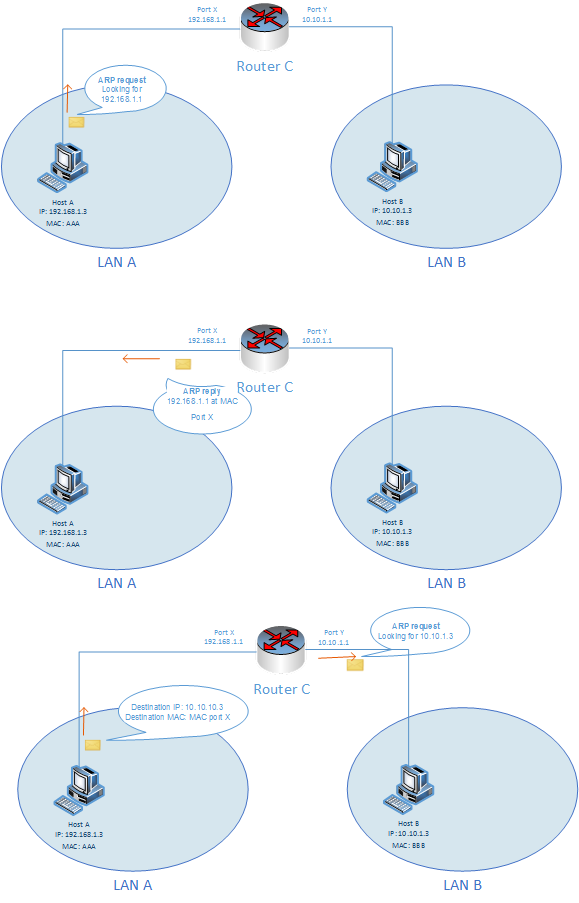 Port X
192.168.1.1
Port Y
10.10.1.1
Router C
ARP request
Looking for
192.168.1.1
Host A
IP: 192.168.1.3
MAC: AAA
LAN A
Host B
IP: 10.10.1.3
MAC: BBB
LAN B
Port X
192.168.1.1
Port Y
10.10.1.1
Router C
ARP reply
192.168.1.1 at MAC
Port X
Host A
IP: 192.168.1.3
MAC: AAA
LAN A
Host B
IP: 10.10.1.3
MAC: BBB
LAN B
Port X
192.168.1.1
Port Y
10.10.1.1
Router C
ARP request
Looking for 10.10.1.3
Destination IP: 10.10.10.3
Destination MAC: MAC port X
Host A
IP: 192.168.1.3
MAC: AAA
LAN A
Host B
IP: 10.10.1.3
MAC: BBB
LAN B